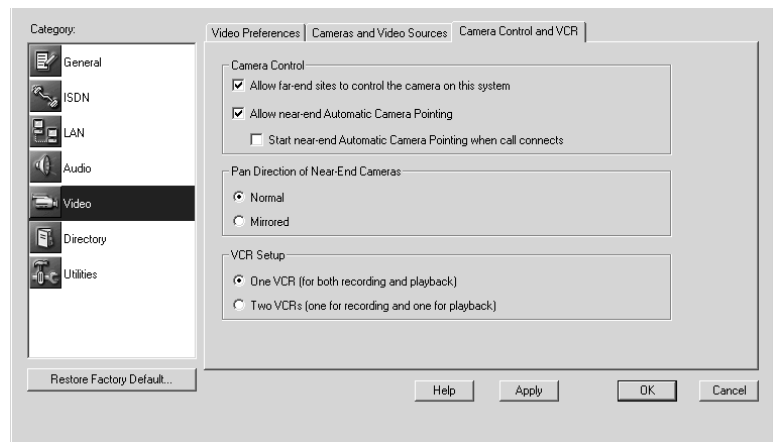 Category:
General
ISDN
LAN
Audio
Video
Directory
Utilities
Restore Factory Default...
Video Preferences
Cameras and Video Sources
Camera Control and VCR
Camera Control
Allow far-end sites to control the camera on this system
Allow near-end Automatic Camera Pointing
Start near-end Automatic Camera Pointing when call connects
Pan Direction of Near-End Cameras
Normal
Mirrored
VCR Setup
One VCR (for both recording and playback)
Two VCRs (one for recording and one for playback)
Help
Apply
OK
Cancel